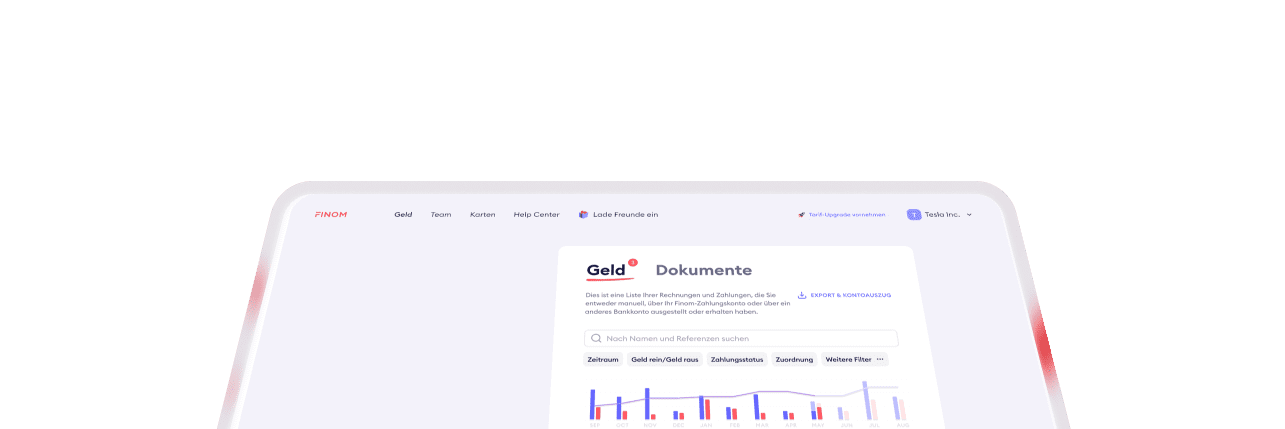 FINOM
Geld
Team
Karten
Help Center
Lade Freunde ein
Tarif-Upgrade vornehmen
T
Tesla Inc.
Geld
Dokumente
Dies ist eine Liste Ihrer Rechnungen und Zahlungen, die Sie
entweder manuell, über Ihr Finom-Zahlungskonto oder über ein
anderes Bankkonto ausgestellt oder erhalten haben.
EXPORT & KONTOAUSZUG
Nach Namen und Referenzen suchen
Zeitraum
Geld rein/Geld raus
Zahlungsstatus
Zuordnung
Weitere Filter
SEP OCT NOV DEC JAN FEB MAR APR MAY JUN JUL AUG